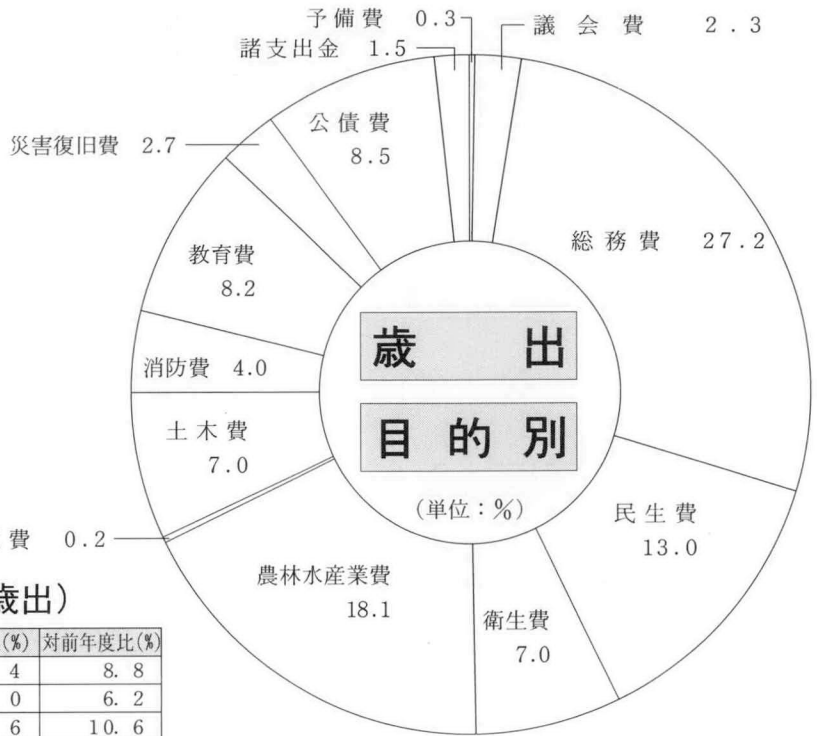 予備費 0.3
議会費 2.3
諸支出金 1.5
公債費
8.5
災害復旧費 2.7
総務費 27.2
教育費
8.2
歳出
目的別
(単位：%)
消防費 4.0
土木費
7.0
民生費
13.0
費 0.2
農林水産業費
18.1
衛生費
7.0
歳出)
(%) 対前年度比(%)
4 8.8
0 6.2
6 10.6